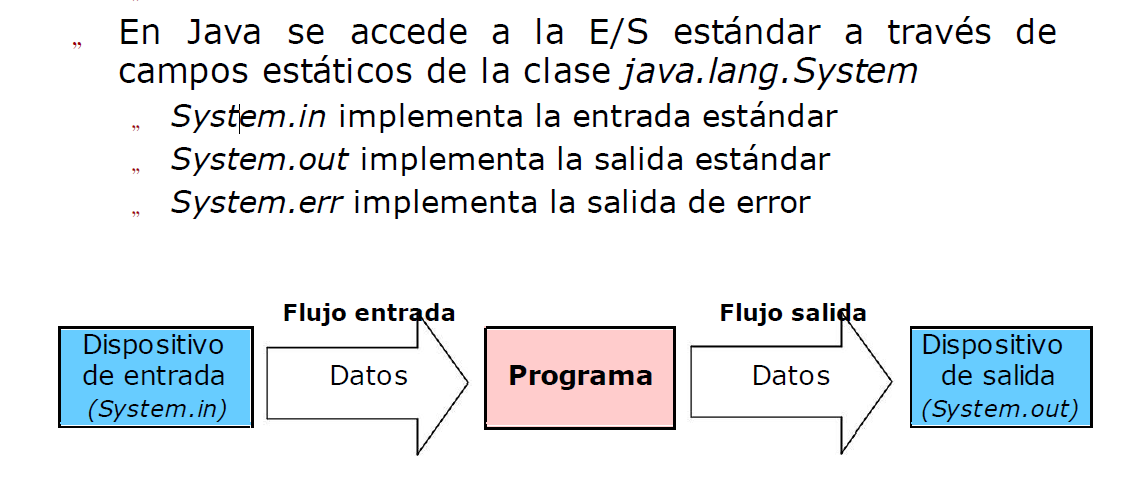 „ En Java se accede a la E/S estándar a través de
campos estáticos de la clase java.lang.System
„ System.in implementa la entrada estándar
„ System.out implementa la salida estándar
„ System.err implementa la salida de error
Flujo entrada
Flujo salida
Dispositivo
de entrada
(System.in)
Datos
Programa
Datos
Dispositivo
de salida
(System.out)